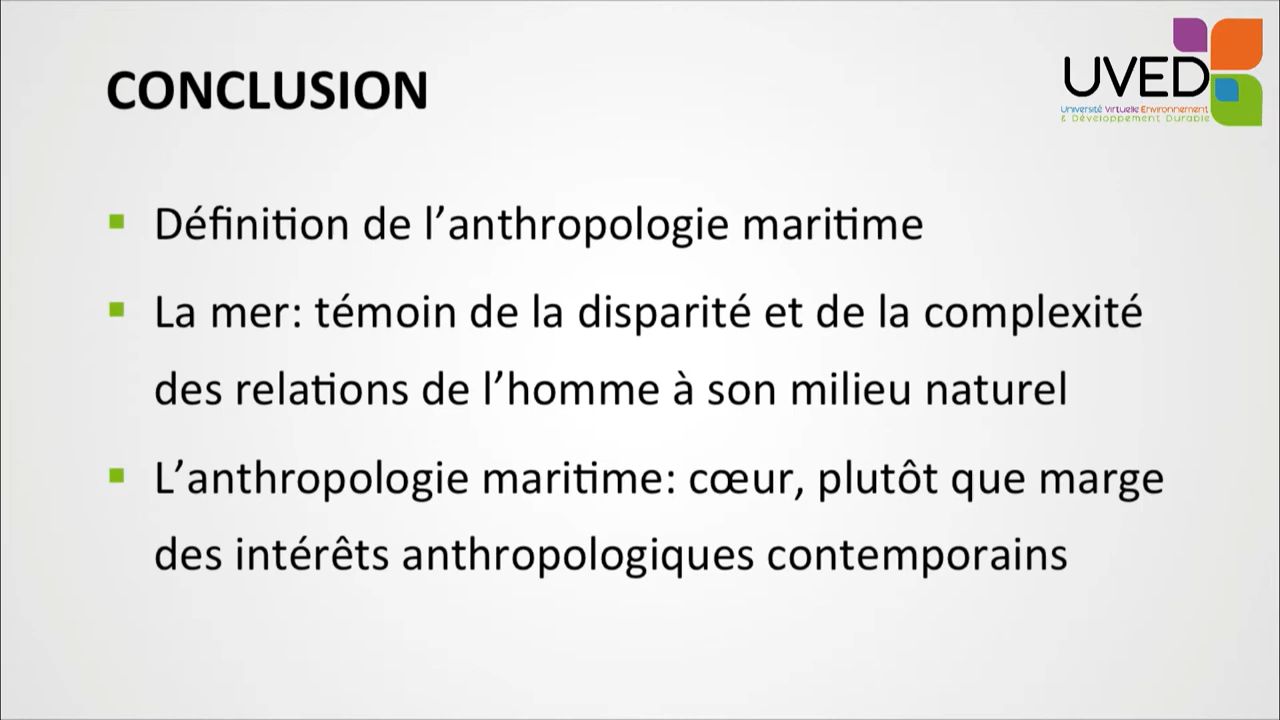 CONCLUSION
UVED
Université Virtuelle Environnement
& Développement Durable
Définition de l’anthropologie maritime
La mer: témoin de la disparité et de la complexité
des relations de l’homme à son milieu naturel
L’anthropologie maritime: cœur, plutôt que marge
des intérêts anthropologiques contemporains